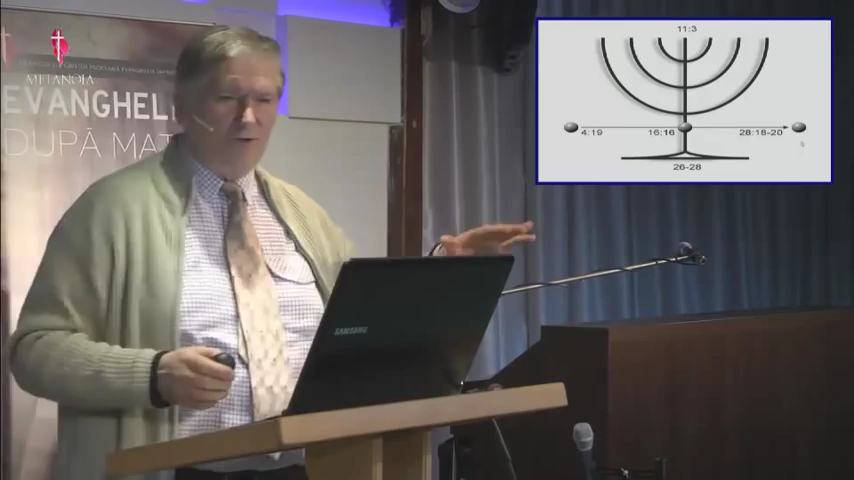 METANOIA
EVANGHELI
DUPĂ MAT
SAMSUNG
11:3
4:19
16:16
28:18-20
26-28